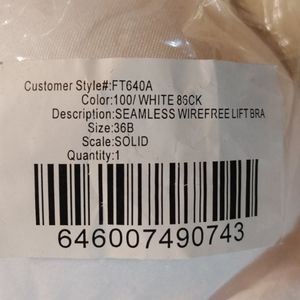 Customer Style#:FT640A
Color:100/ WHITE 86CK
Description:SEAMLESS WIREFREE LIFT BRA
Size:36B
Scale:SOLID
Quantity:1
646007490743